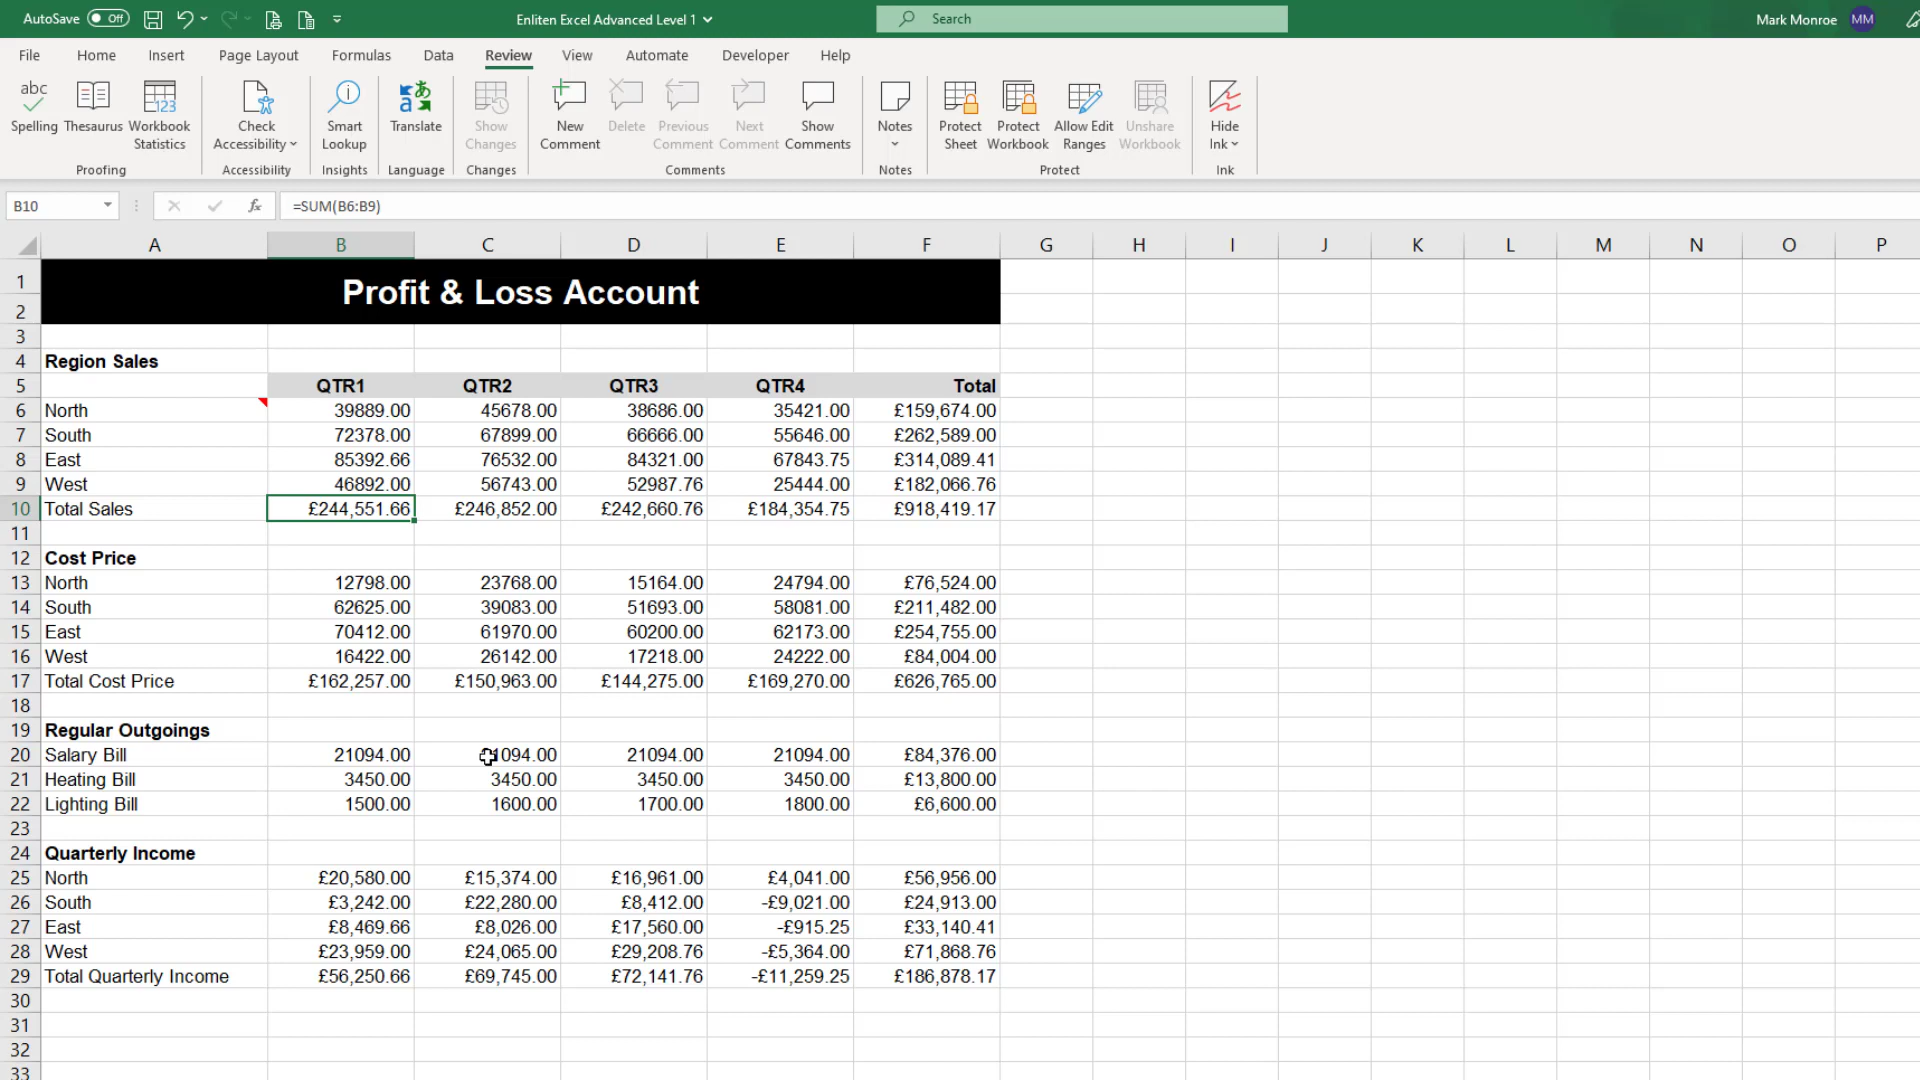 AutoSave Off Enliten Excel Advanced Level 1 Search Mark Monroe MM
File Home Insert Page Layout Formulas Data Review View Automate Developer Help
abc
123
Spelling Thesaurus Workbook Statistics Check Accessibility Smart Lookup Translate Show Changes New Comment Delete Previous Comment Next Comment Show Comments Notes Protect Sheet Protect Workbook Allow Edit Ranges Unshare Workbook Hide Ink
Proofing Accessibility Insights Language Changes Comments Notes Protect Ink
B10 fx =SUM(B6:B9)
A B C D E F G H I J K L M N O P
1 Profit & Loss Account
2
3
4 Region Sales
5 QTR1 QTR2 QTR3 QTR4 Total
6 North 39889.00 45678.00 38686.00 35421.00 £159,674.00
7 South 72378.00 67899.00 66666.00 55646.00 £262,589.00
8 East 85392.66 76532.00 84321.00 67843.75 £314,089.41
9 West 46892.00 56743.00 52987.76 25444.00 £182,066.76
10 Total Sales £244,551.66 £246,852.00 £242,660.76 £184,354.75 £918,419.17
11
12 Cost Price
13 North 12798.00 23768.00 15164.00 24794.00 £76,524.00
14 South 62625.00 39083.00 51693.00 58081.00 £211,482.00
15 East 70412.00 61970.00 60200.00 62173.00 £254,755.00
16 West 16422.00 26142.00 17218.00 24222.00 £84,004.00
17 Total Cost Price £162,257.00 £150,963.00 £144,275.00 £169,270.00 £626,765.00
18
19 Regular Outgoings
20 Salary Bill 21094.00 21094.00 21094.00 21094.00 £84,376.00
21 Heating Bill 3450.00 3450.00 3450.00 3450.00 £13,800.00
22 Lighting Bill 1500.00 1600.00 1700.00 1800.00 £6,600.00
23
24 Quarterly Income
25 North £20,580.00 £15,374.00 £16,961.00 £4,041.00 £56,956.00
26 South £3,242.00 £22,280.00 £8,412.00 -£9,021.00 £24,913.00
27 East £8,469.66 £8,026.00 £17,560.00 -£915.25 £33,140.41
28 West £23,959.00 £24,065.00 £29,208.76 -£5,364.00 £71,868.76
29 Total Quarterly Income £56,250.66 £69,745.00 £72,141.76 -£11,259.25 £186,878.17
30
31
32
33